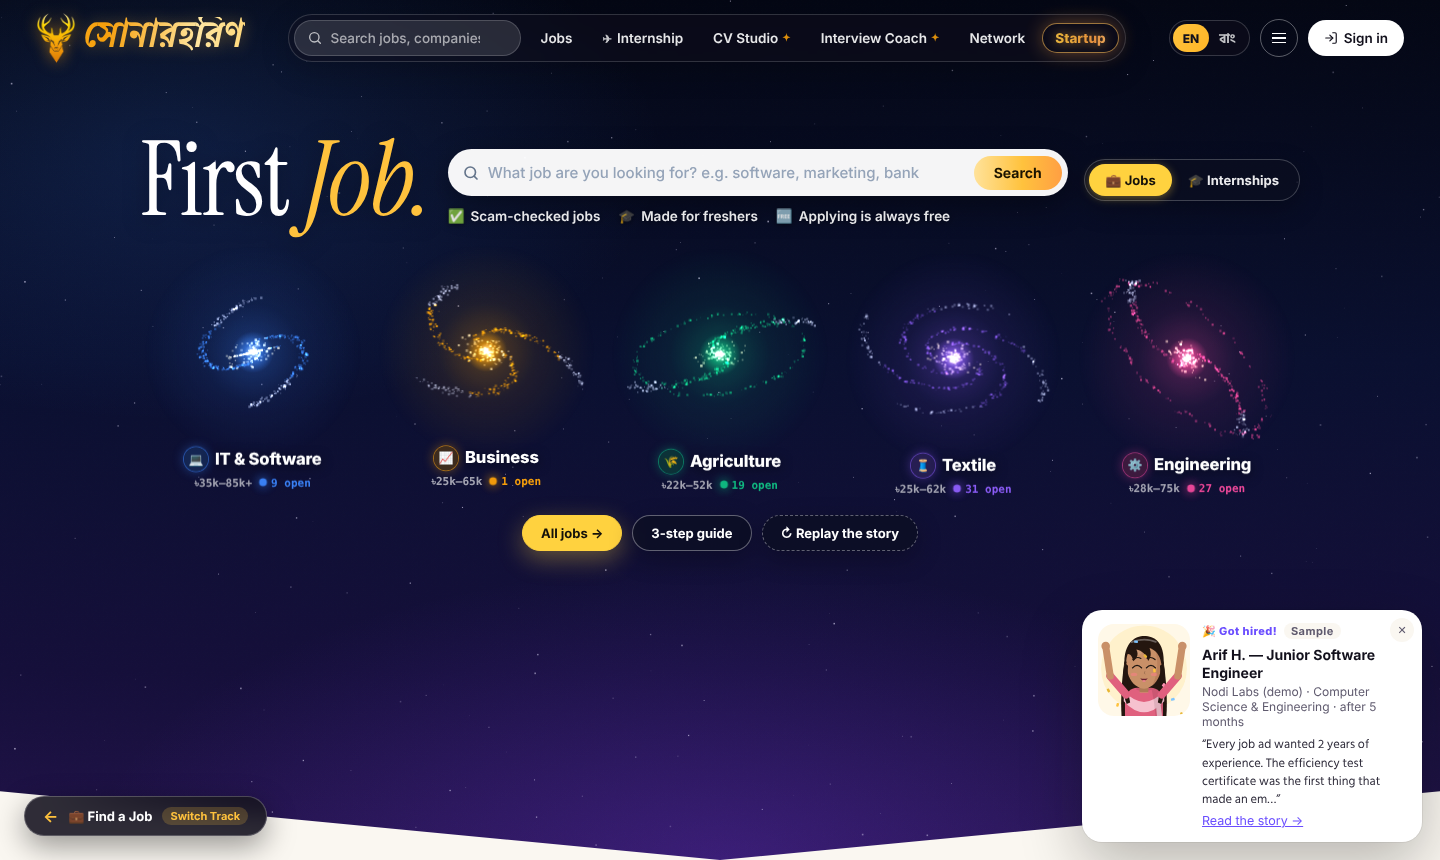 সোনারহরিণ
Search jobs, companies
Jobs
Internship
CV Studio
Interview Coach
Network
Startup
EN
বাং
Sign in
First Job.
What job are you looking for? e.g. software, marketing, bank
Search
Jobs
Internships
Scam-checked jobs
Made for freshers
Applying is always free
IT & Software
৳35k–85k+ 9 open
Business
৳25k–65k 1 open
Agriculture
৳22k–52k 19 open
Textile
৳25k–62k 31 open
Engineering
৳28k–75k 27 open
All jobs →
3-step guide
↻ Replay the story
🎉 Got hired!
Sample
×
Arif H. — Junior Software
Engineer
Nodi Labs (demo) · Computer
Science & Engineering · after 5
months
“Every job ad wanted 2 years of
experience. The efficiency test
certificate was the first thing that
made an em…”
Read the story →
← Find a Job
Switch Track